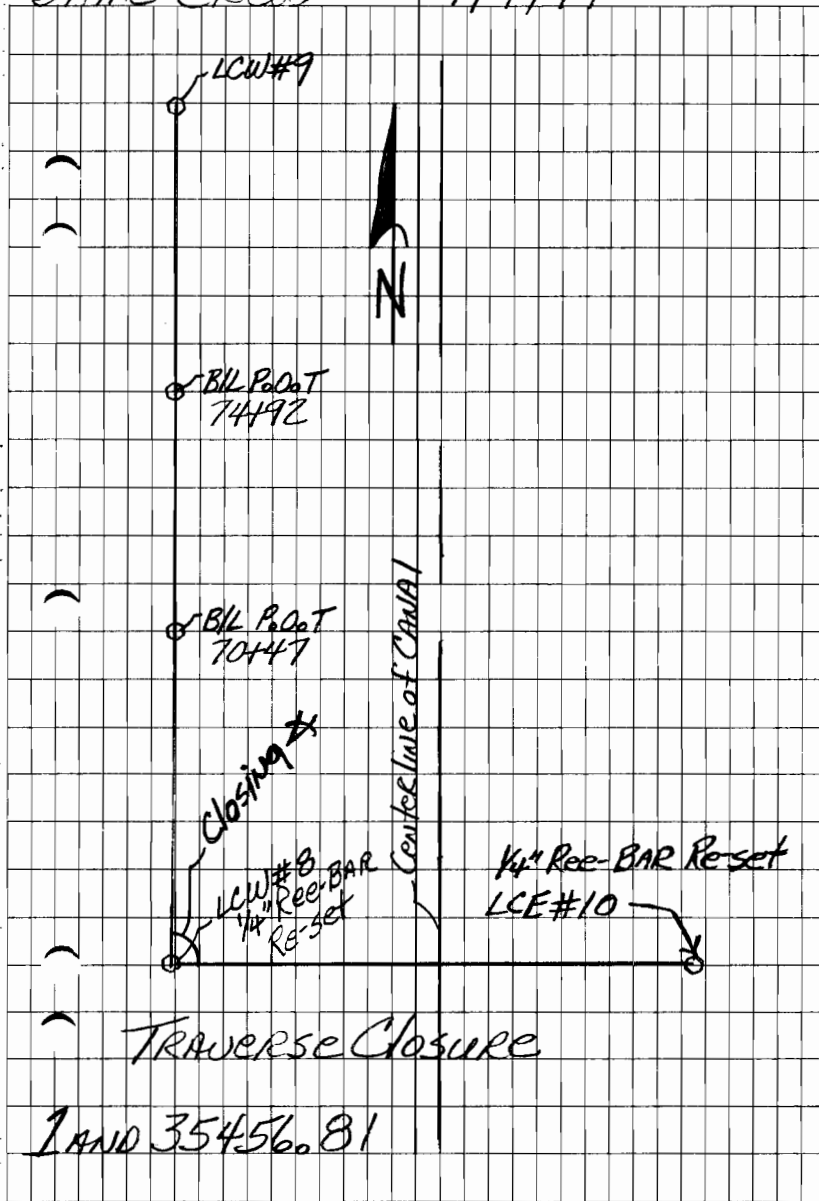 LCW#9
N
B/L P.O.T
74+92
B/L P.O.T
70+47
Centerline of CANAl
Closing
LCW#8
1/4" Ree-BAR
Re-set
1/4" Ree-BAR Re-set
LCE#10
TRAVERSE ClosuRE
1 AND 35456.81